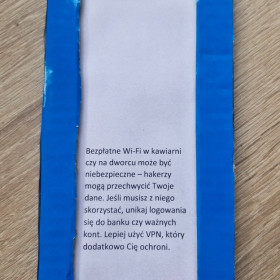 Bezpłatne Wi-Fi w kawiarni
czy na dworcu może być
niebezpieczne – hakerzy
mogą przechwycić Twoje
dane. Jeśli musisz z niego
skorzystać, unikaj logowania
się do banku czy ważnych
kont. Lepiej użyć VPN, który
dodatkowo Cię ochroni.